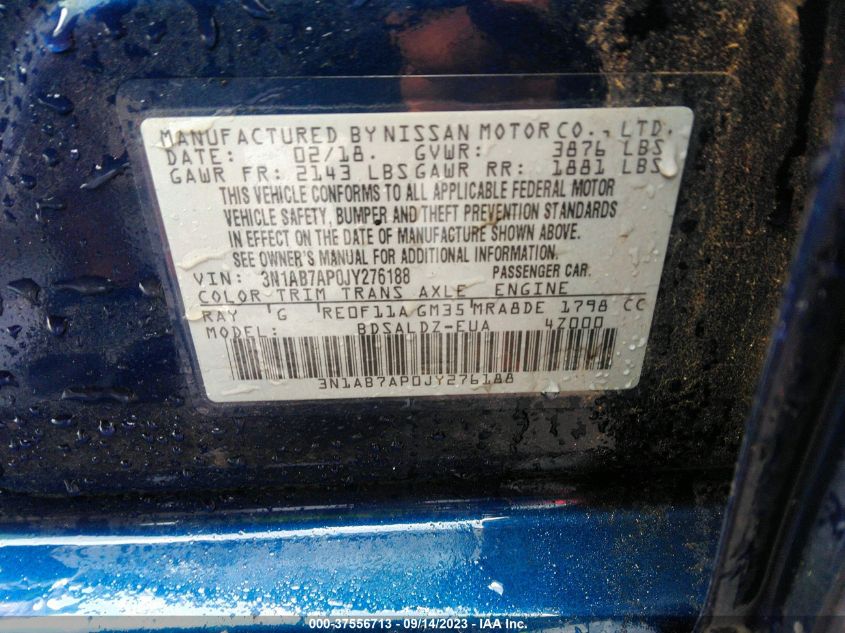 MANUFACTURED BY NISSAN MOTOR CO., LTD.
DATE: 02/18. GVWR: 3876 LBS
GAWR FR: 2143 LBS GAWR RR: 1881 LBS
THIS VEHICLE CONFORMS TO ALL APPLICABLE FEDERAL MOTOR
VEHICLE SAFETY, BUMPER AND THEFT PREVENTION STANDARDS
IN EFFECT ON THE DATE OF MANUFACTURE SHOWN ABOVE.
SEE OWNER'S MANUAL FOR ADDITIONAL INFORMATION.
VIN: 3N1AB7AP0JY276188 PASSENGER CAR.
COLOR TRIM TRANS AXLE ENGINE
RAY G RE0F11A GM35 MRA8DE 1798 CC
MODEL: BDSALDZ-EUA 4Z000
3N1AB7AP0JY276188
000-37556713 - 09/14/2023 - IAA Inc.